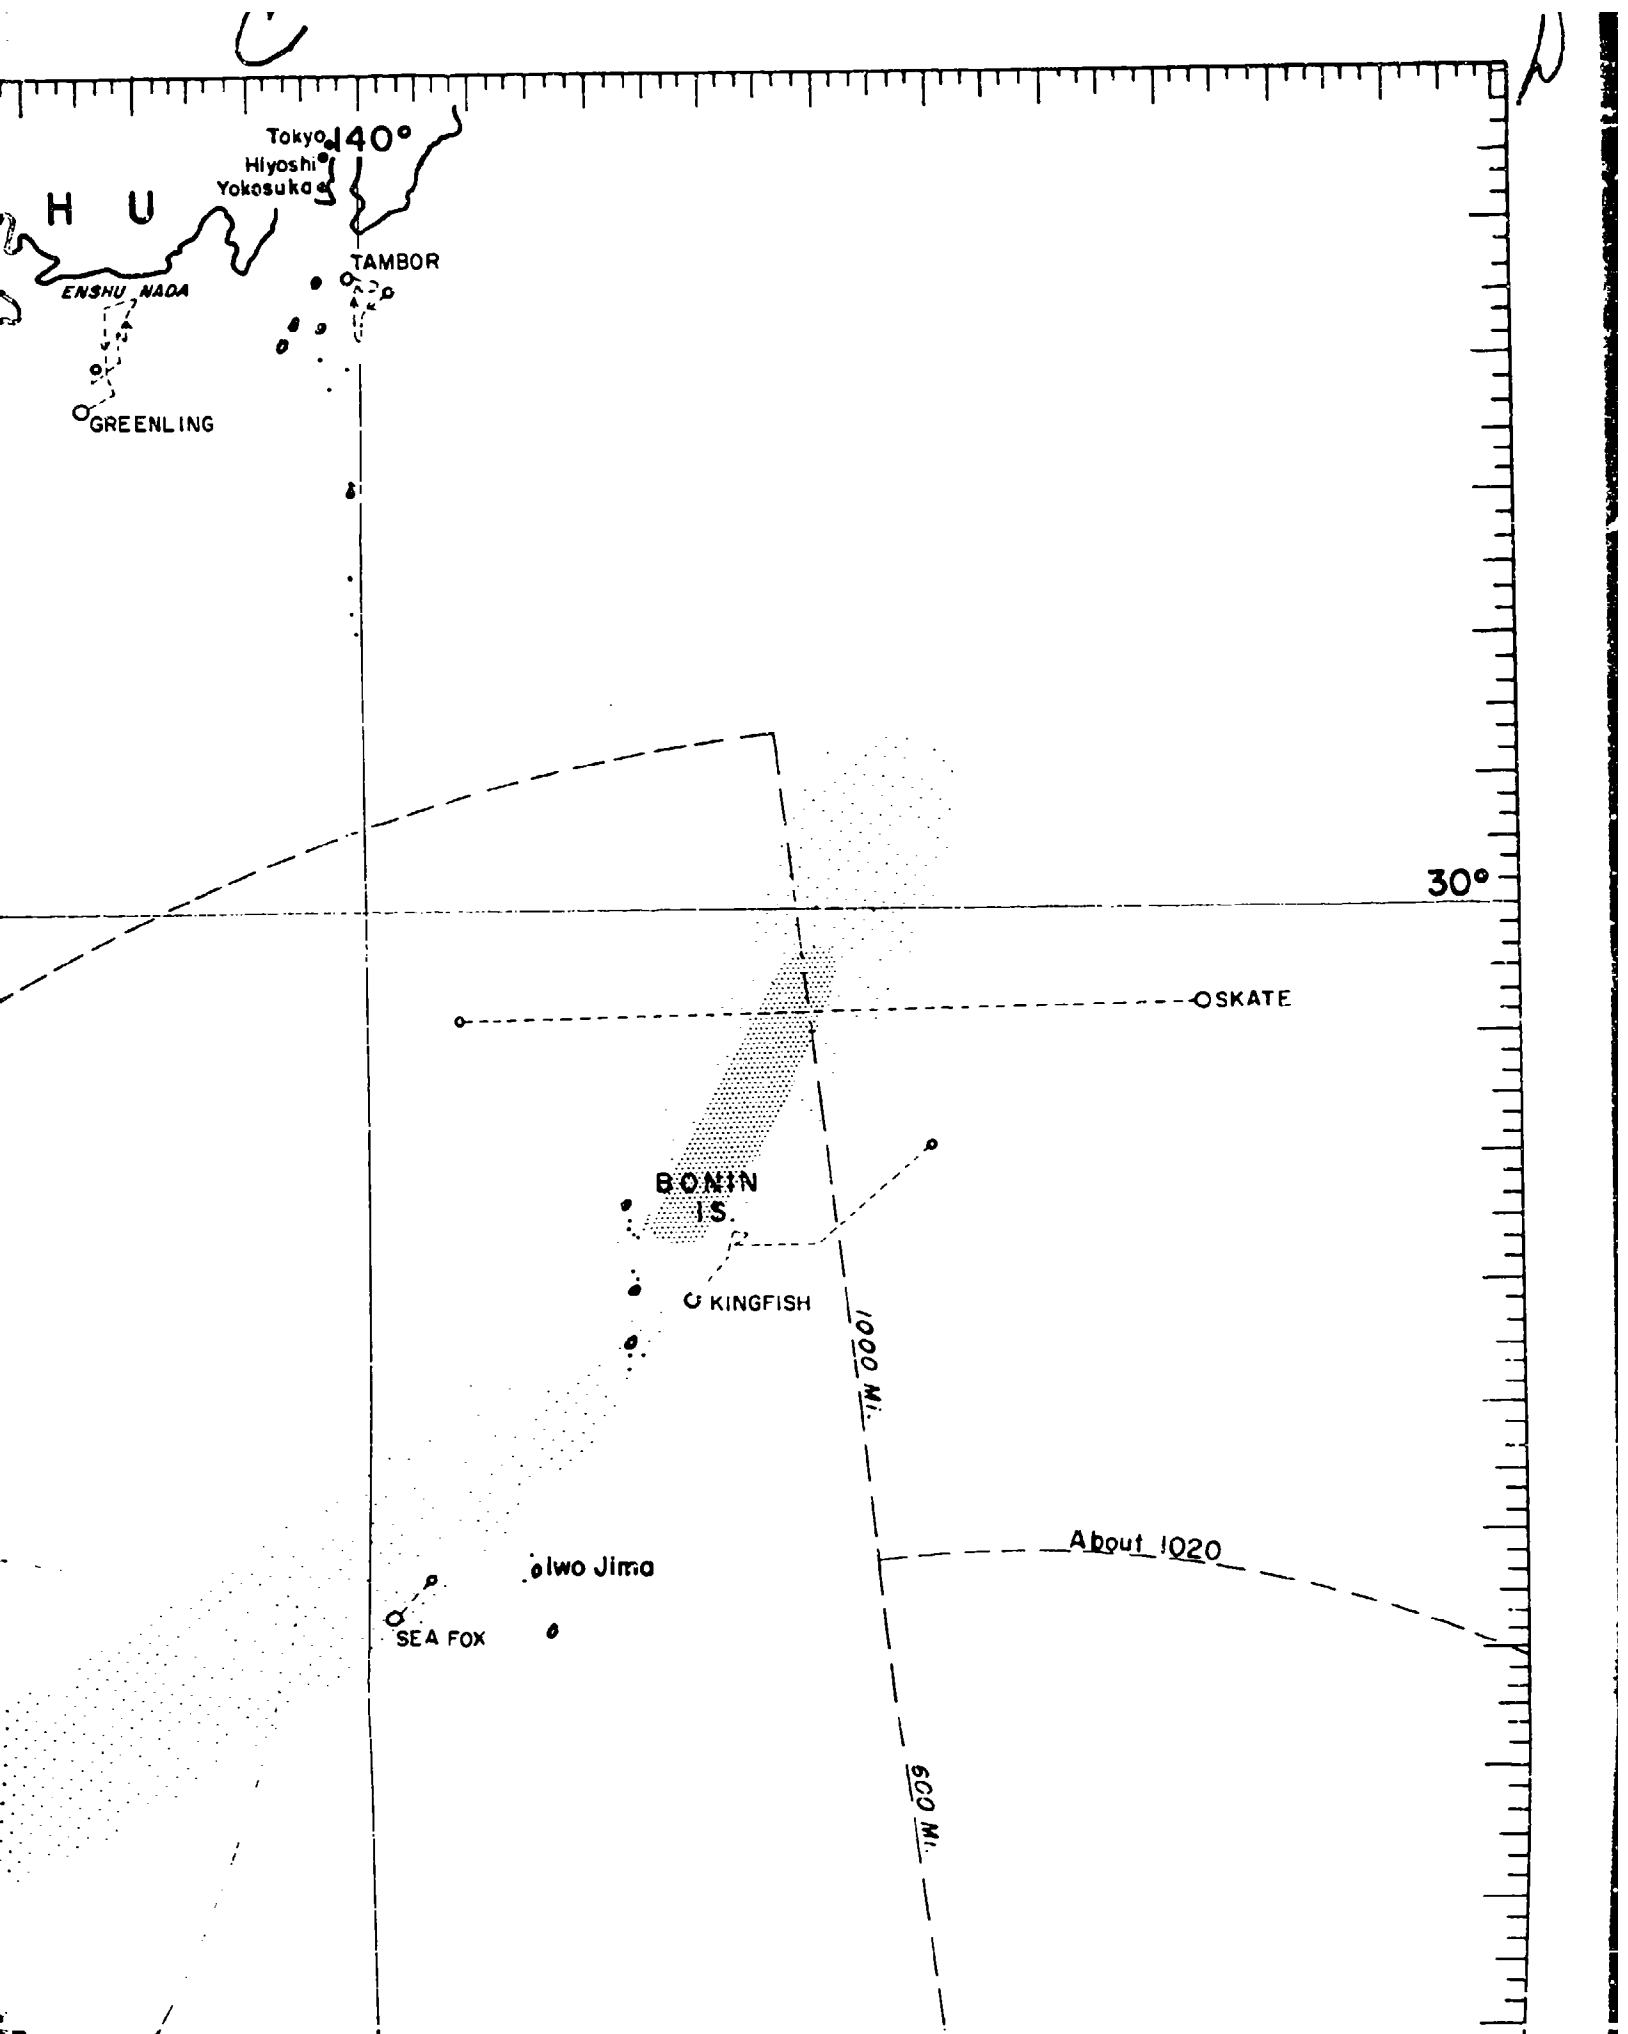 Tokyo
140°
Hiyoshi
Yokosuka
H U
TAMBOR
ENSHU NADA
GREENLING
30°
SKATE
BONIN
IS.
KINGFISH
1000 Mi.
About 1020
Iwo Jima
SEA FOX
600 Mi.